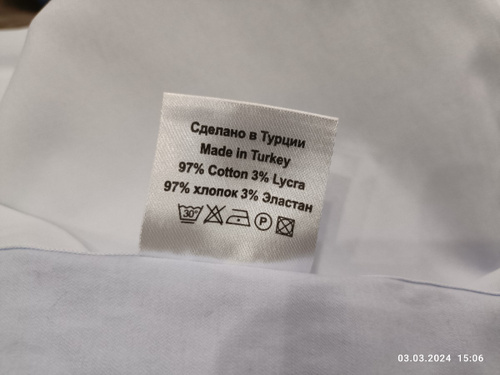 Сделано в Турции
Made in Turkey
97% Cotton 3% Lycra
97% хлопок 3% Эластан
30° P
03.03.2024 15:06